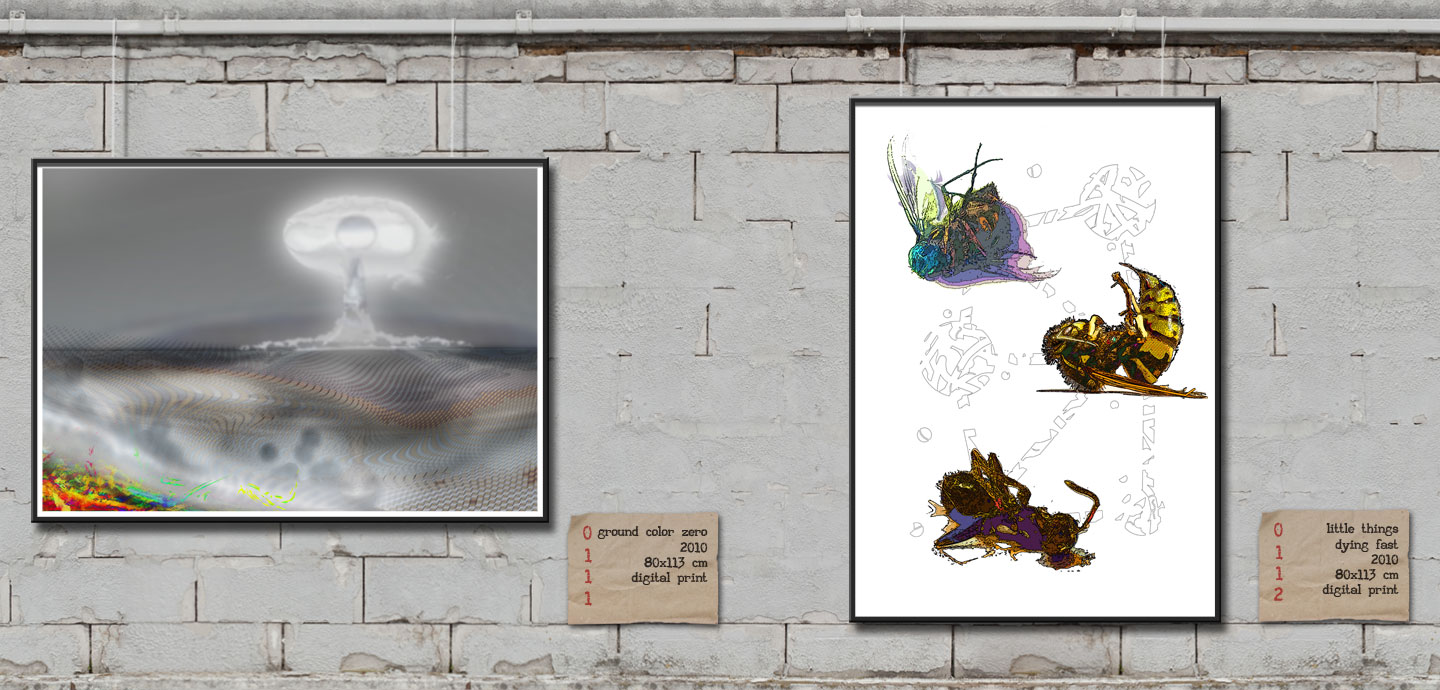 0 ground color zero
1 2010
1 80x113 cm
1 digital print
0 little things
1 dying fast
1 2010
2 80x113 cm
digital print